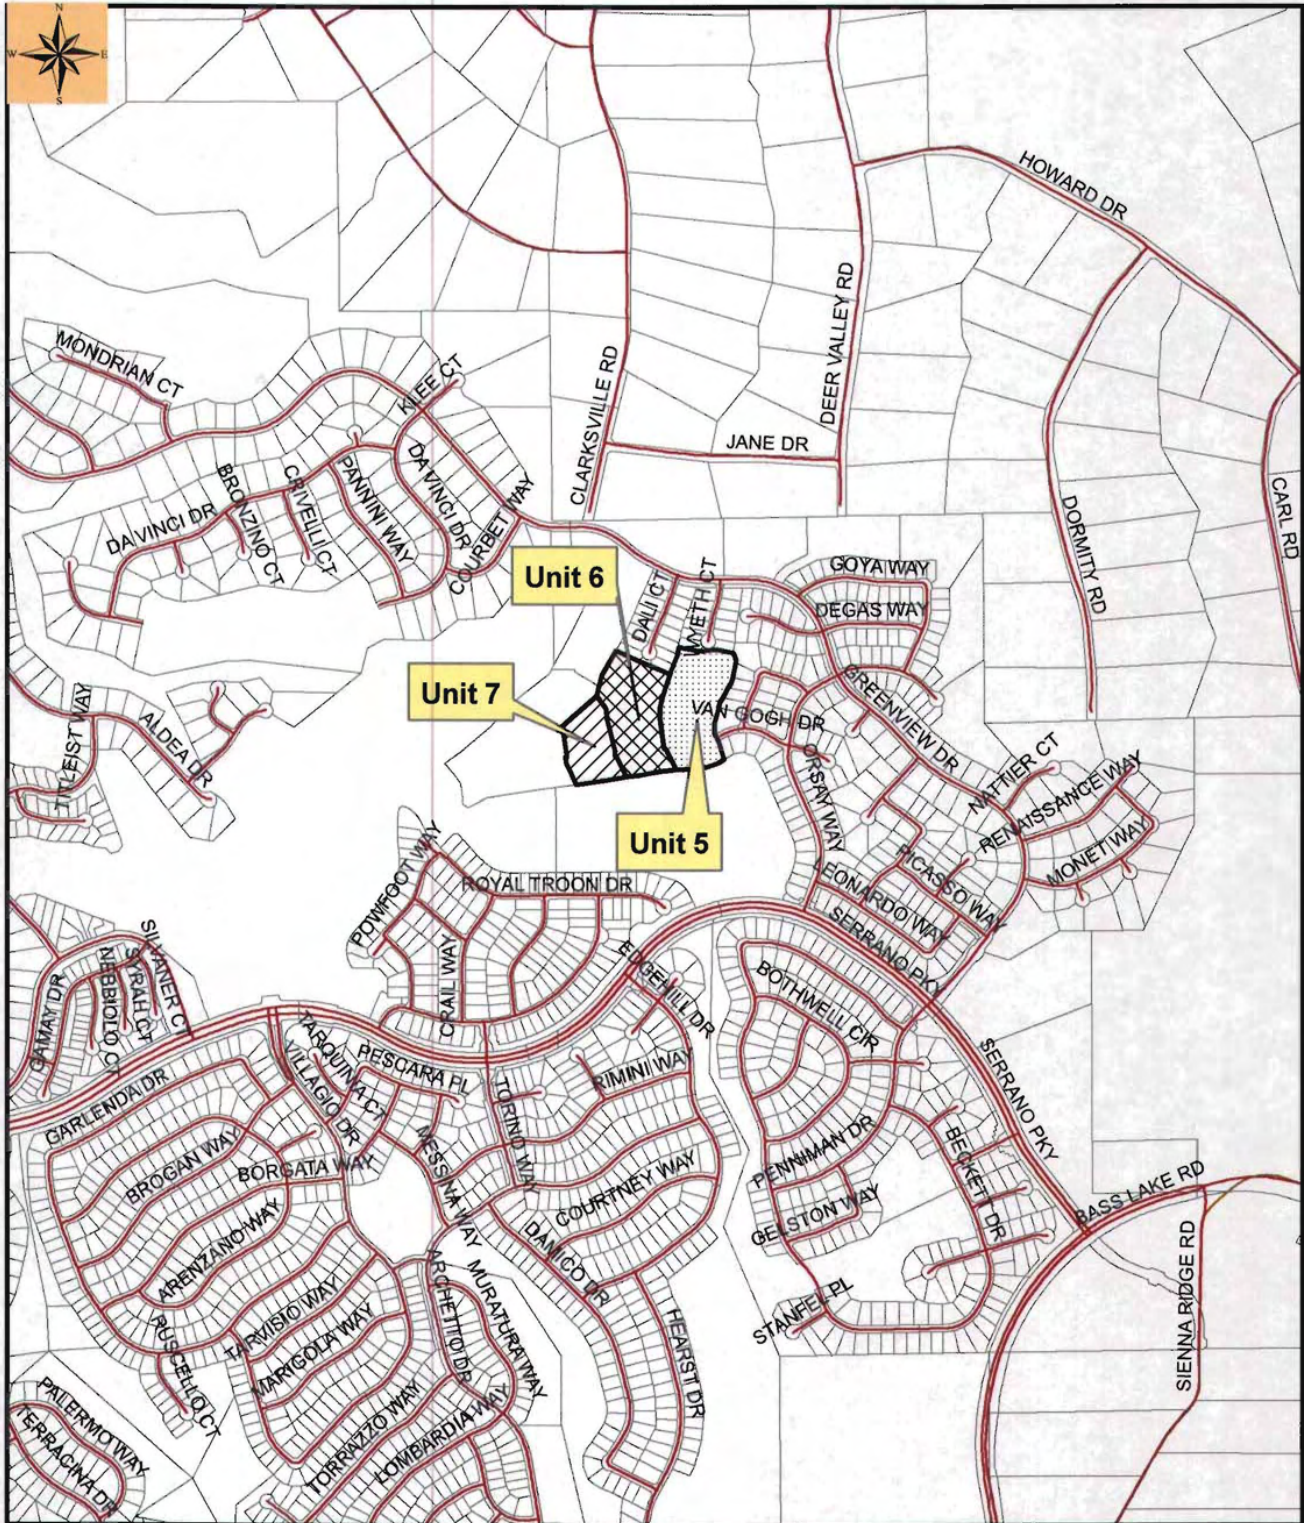 N
W
E
S
HOWARD DR
MONDRIAN CT
KLEE CT
CLARKSVILLE RD
DEER VALLEY RD
JANE DR
BRONZINO CT
CRIVELLI CT
PANNINI WAY
DA VINCI DR
DA VINCI DR
COURBET WAY
DORMITY RD
CARL RD
Unit 6
DALI CT
WYETH CT
GOYA WAY
DEGAS WAY
Unit 7
VAN GOGH DR
GREENVIEW DR
TITLEIST WAY
ALDEA DR
ORSAY WAY
NATTIER CT
RENAISSANCE WAY
Unit 5
MONET WAY
PICASSO WAY
LEONARDO WAY
POWFOOT WAY
ROYAL TROON DR
SERRANO PKY
CRAIL WAY
EDGEHILL DR
BOTHWELL CIR
SILVANER CT
SYRAH CT
NEBBIOLO CT
GAMAY DR
GARLENDA DR
TARQUINIA CT
VILLAGIO DR
PESCARA PL
RIMINI WAY
TORINO WAY
SERRANO PKY
BROGAN WAY
BORGATA WAY
MESSINA WAY
COURTNEY WAY
PENNIMAN DR
BECKETT DR
GELSTON WAY
BASS LAKE RD
ARENZANO WAY
DAMICO DR
ARCHETTO DR
MURATURA WAY
STANFEL PL
SIENNA RIDGE RD
HEARST DR
TARVISIO WAY
MARIGOLA WAY
RUSCELLO CT
PALERMO WAY
TERRACINA DR
TORRAZZO WAY
LOMBARDIA WAY